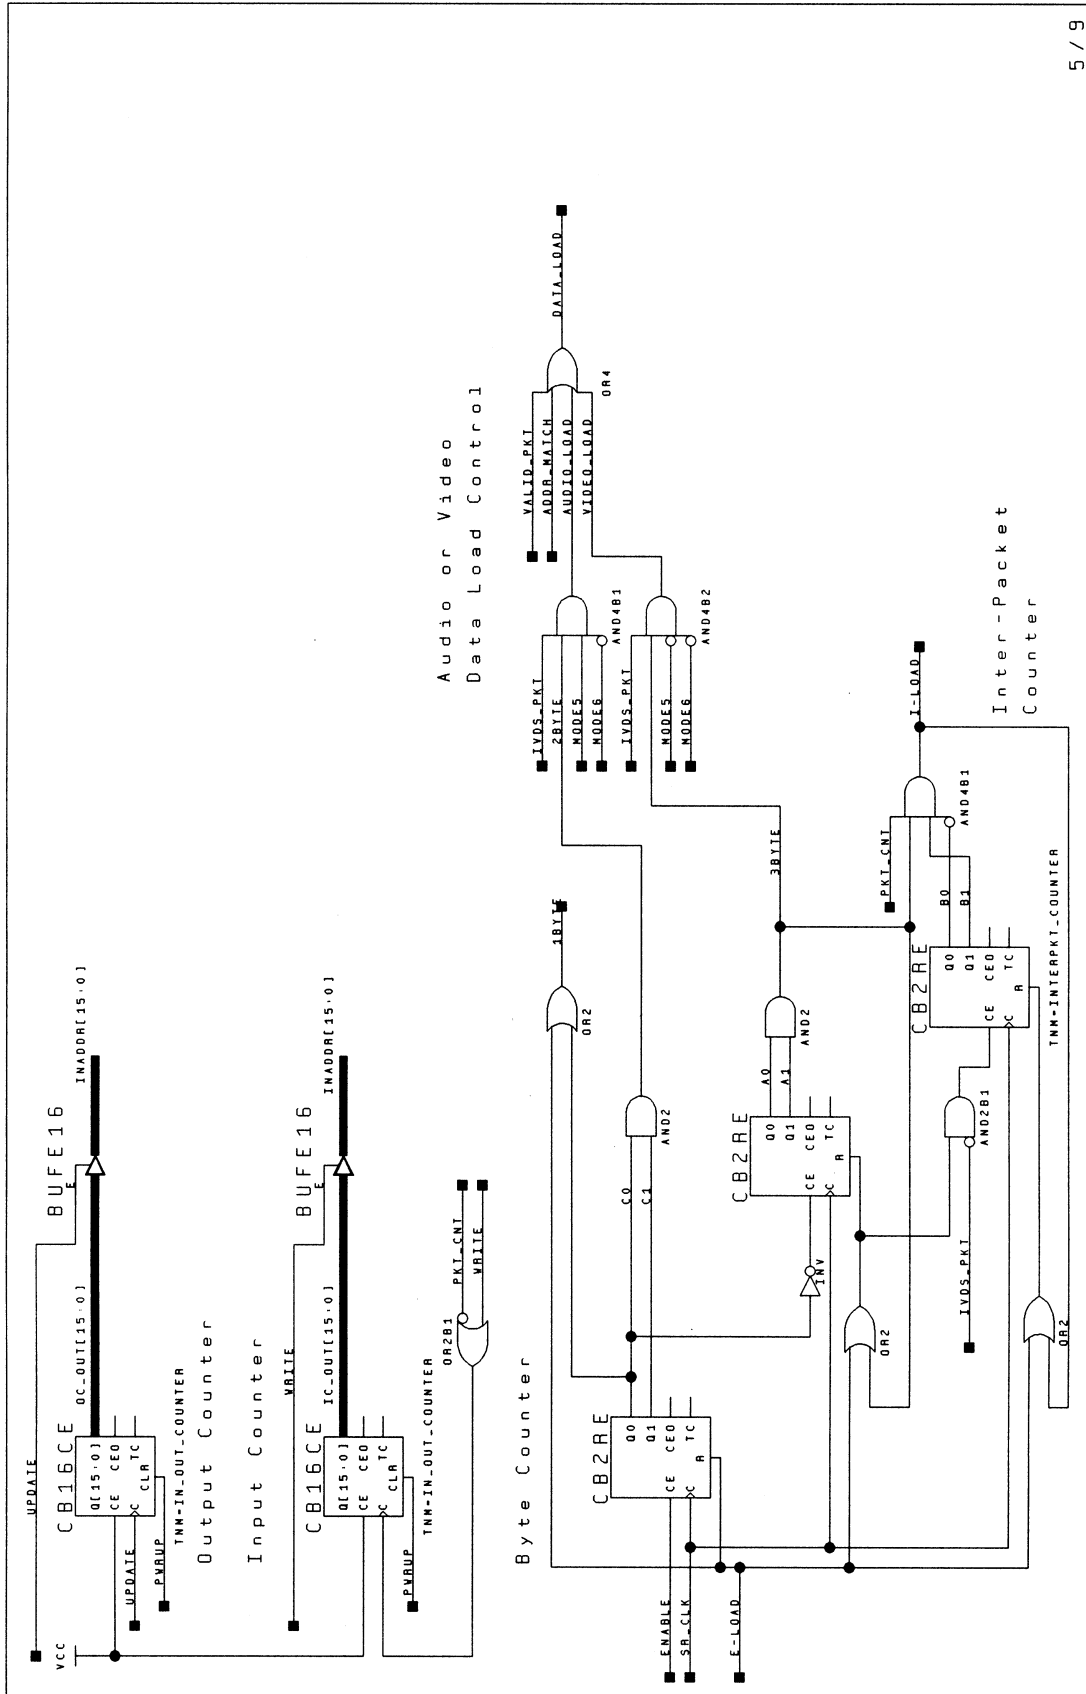 UPDATE
VCC
CB16CE
Q[15:0]
CE
CEO
C
TC
CLR
UPDATE
PWRUP
TNM=IN_OUT_COUNTER
OC_OUT[15:0]
BUFE16
E
INADDR[15:0]
Output Counter
Input Counter
WRITE
CB16CE
Q[15:0]
CE
CEO
C
TC
CLR
PWRUP
TNM=IN_OUT_COUNTER
IC_OUT[15:0]
BUFE16
E
INADDR[15:0]
OR2B1
PKT_CNT
WRITE
Byte Counter
ENABLE
SR_CLK
E-LOAD
CB2RE
Q0
Q1
CE
CEO
C
TC
R
C0
C1
AND2
OR2
1BYTE
INV
CB2RE
Q0
Q1
CE
CEO
C
TC
R
A0
A1
AND2
3BYTE
OR2
IVDS_PKT
AND2B1
OR2
CB2RE
Q0
Q1
CE
CEO
C
TC
R
TNM=INTERPKT_COUNTER
B0
B1
PKT_CNT
AND4B1
I-LOAD
Inter-Packet
Counter
Audio or Video
Data Load Control
IVDS_PKT
2BYTE
MODE5
MODE6
AND4B1
IVDS_PKT
MODE5
MODE6
AND4B2
VALID_PKT
ADDR_MATCH
AUDIO_LOAD
VIDEO_LOAD
OR4
DATA_LOAD
5/9